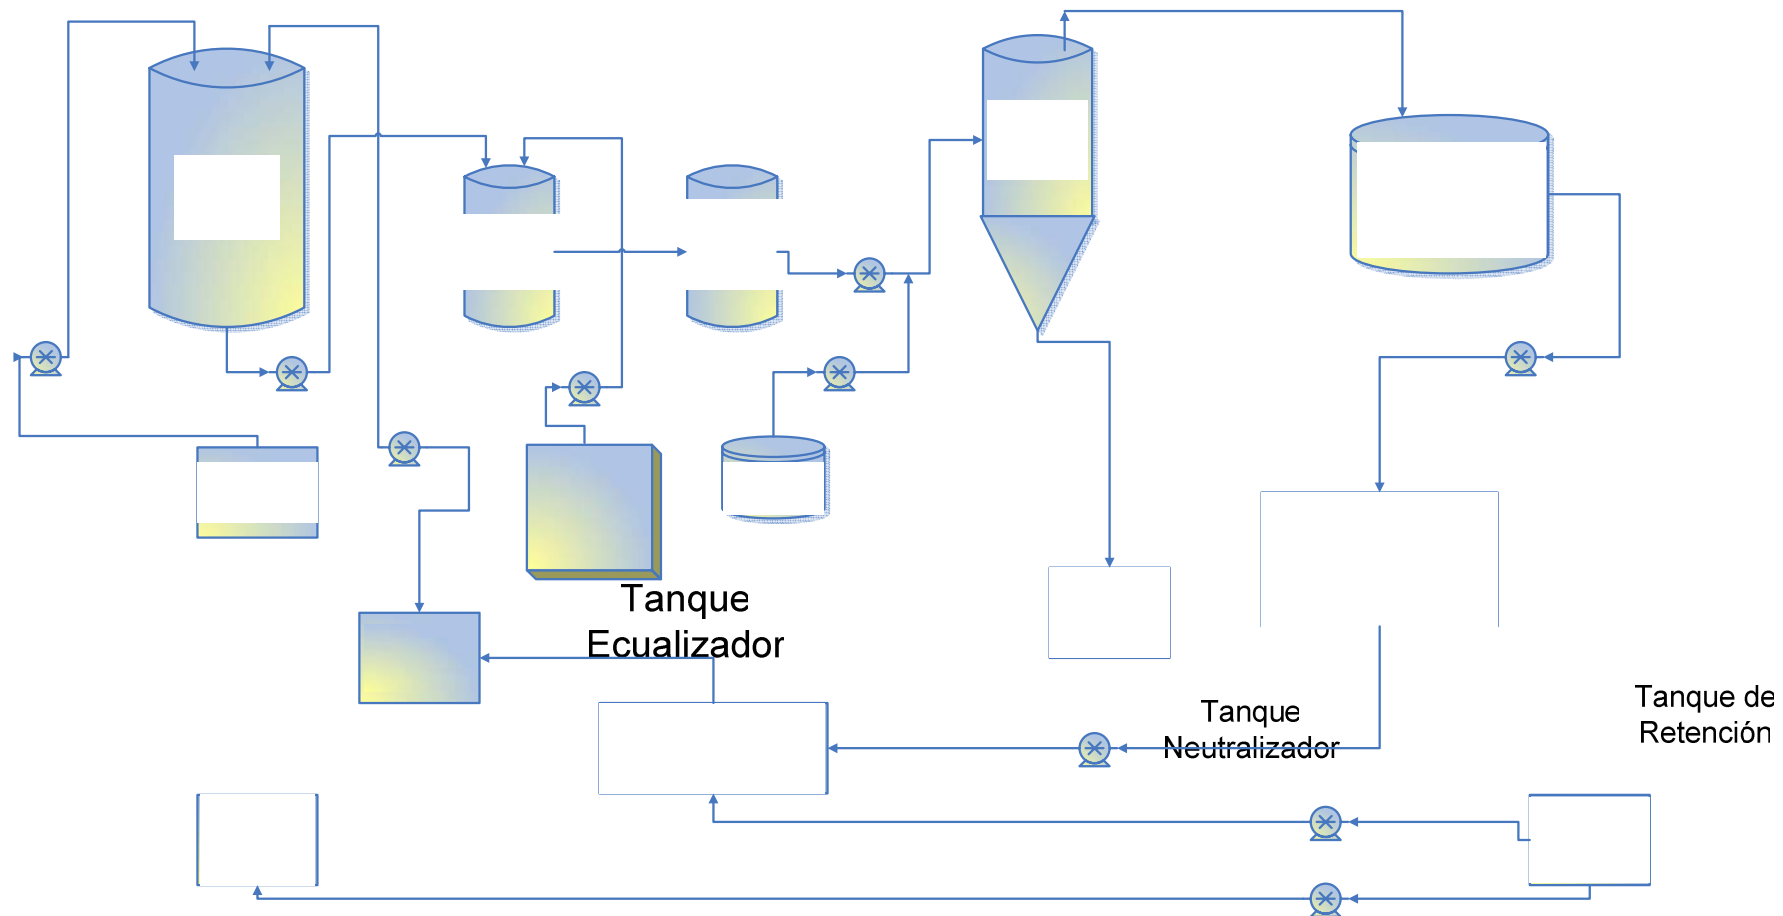 Tanque
Ecualizador
Tanque
Neutralizador
Tanque de
Retención